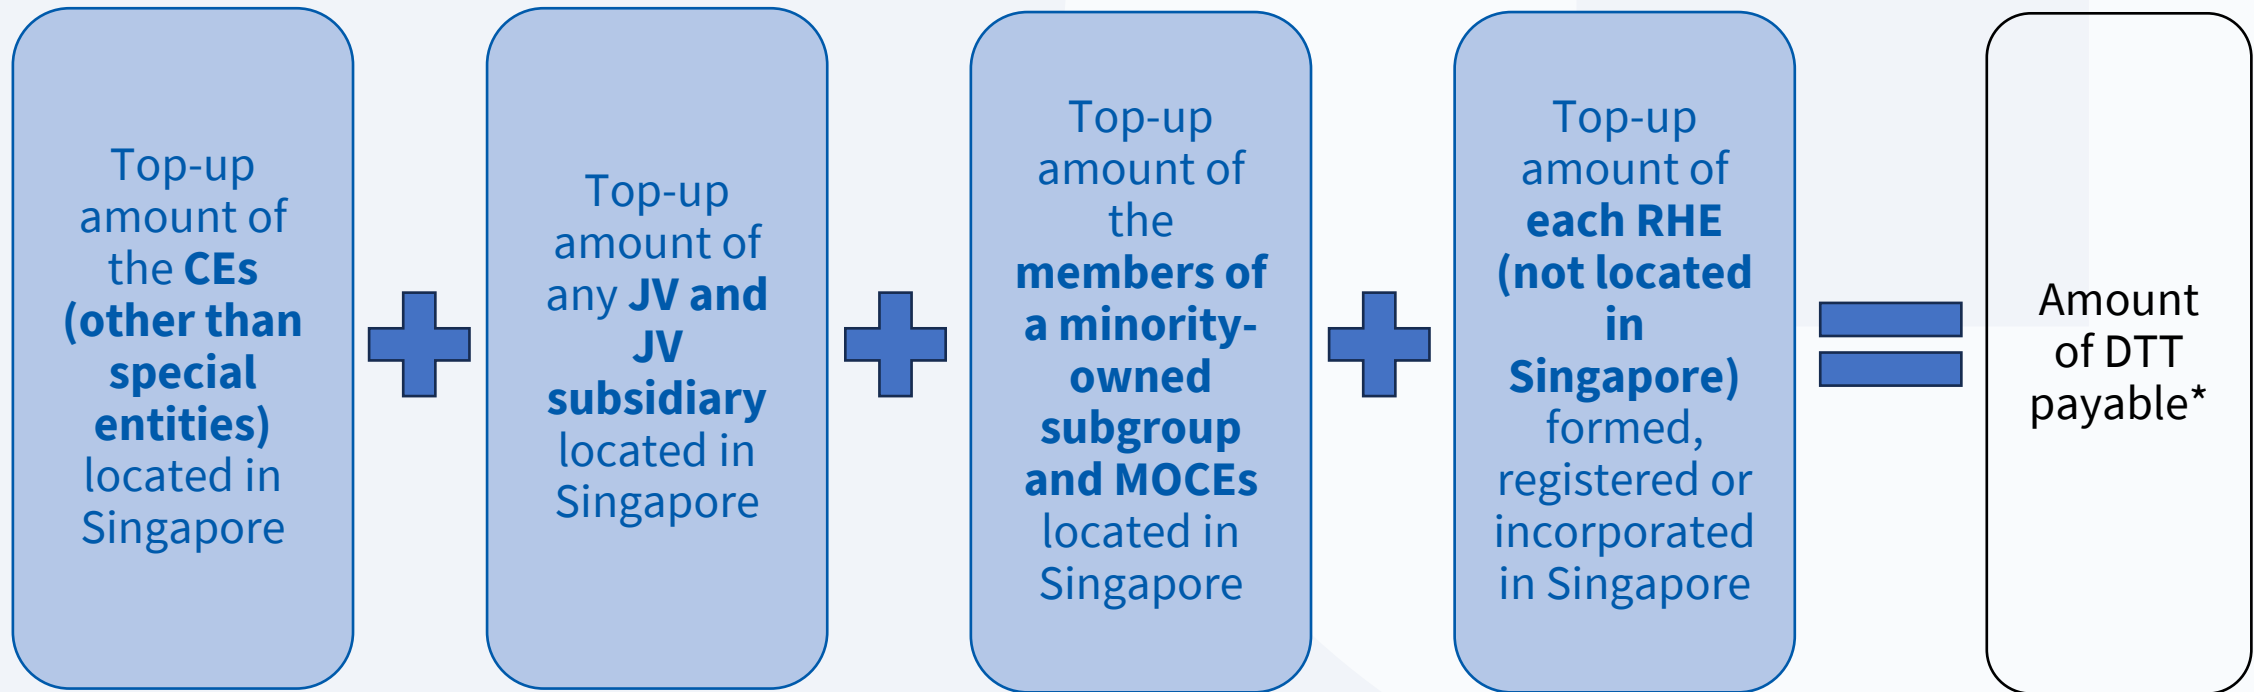 Top-up
amount of
the CEs
(other than
special
entities)
located in
Singapore
Top-up
amount of
any JV and
JV
subsidiary
located in
Singapore
Top-up
amount of
the
members of
a minority-
owned
subgroup
and MOCEs
located in
Singapore
Top-up
amount of
each RHE
(not located
in
Singapore)
formed,
registered or
incorporated
in Singapore
Amount
of DTT
payable*